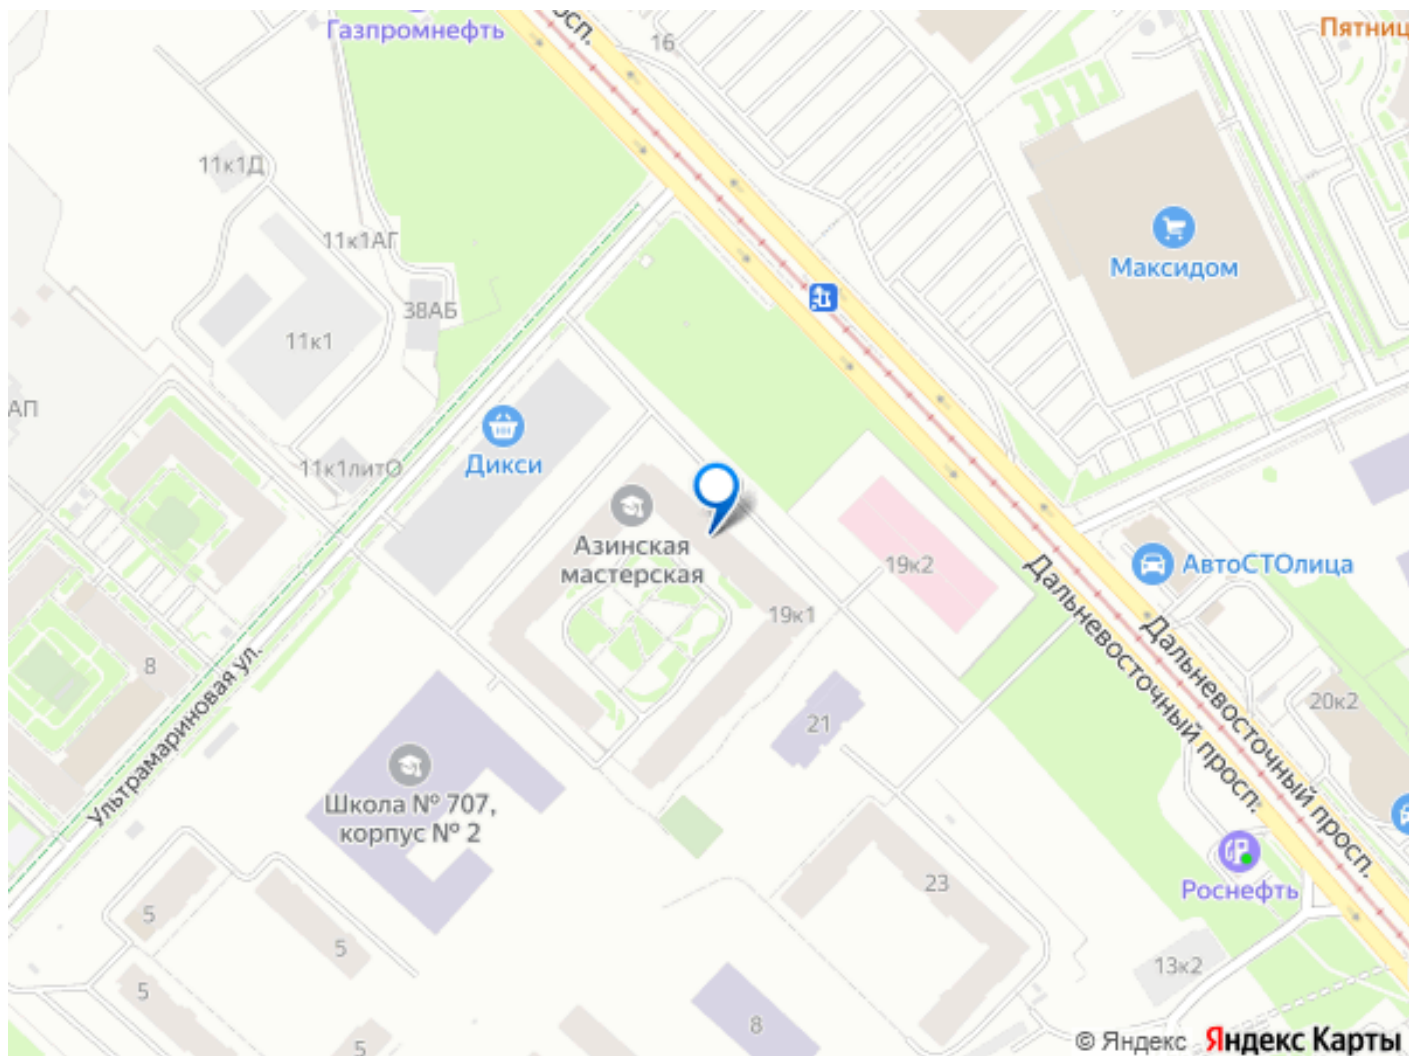 Газпромнефть
осп.
16
Пятниц
11к1Д
11к1АГ
38АБ
11к1
Максидом
АП
11к1литО
Дикси
Азинская
мастерская
19к2
АвтоСТОлица
19к1
8
Ультрамариновая ул.
21
Дальневосточный просп.
Дальневосточный просп.
20к2
Школа № 707,
корпус № 2
Роснефть
23
5
5
5
13к2
8
5
© Яндекс Яндекс Карты